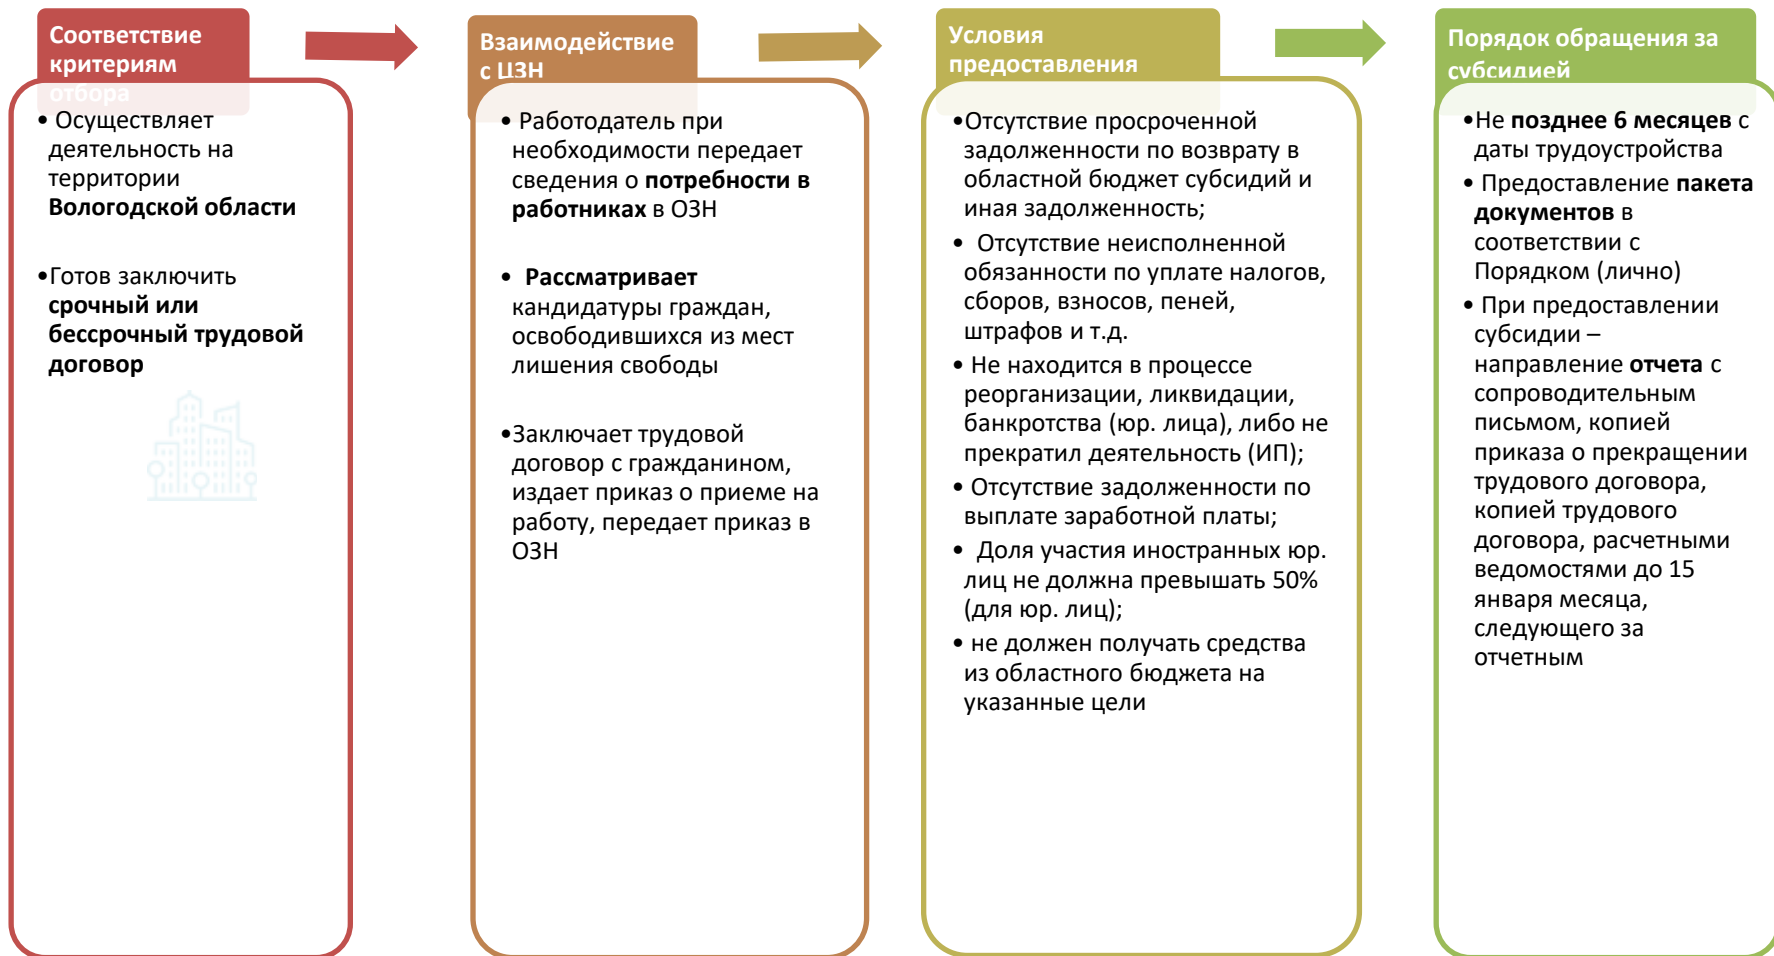 Соответствие
критериям
отбора
• Осуществляет
деятельность на
территории
Вологодской области
•Готов заключить
срочный или
бессрочный трудовой
договор
Взаимодействие
с ЦЗН
• Работодатель при
необходимости передает
сведения о потребности в
работниках в ОЗН
• Рассматривает
кандидатуры граждан,
освободившихся из мест
лишения свободы
•Заключает трудовой
договор с гражданином,
издает приказ о приеме на
работу, передает приказ в
ОЗН
Условия
предоставления
•Отсутствие просроченной
задолженности по возврату в
областной бюджет субсидий и
иная задолженность;
• Отсутствие неисполненной
обязанности по уплате налогов,
сборов, взносов, пеней,
штрафов и т.д.
• Не находится в процессе
реорганизации, ликвидации,
банкротства (юр. лица), либо не
прекратил деятельность (ИП);
• Отсутствие задолженности по
выплате заработной платы;
• Доля участия иностранных юр.
лиц не должна превышать 50%
(для юр. лиц);
• не должен получать средства
из областного бюджета на
указанные цели
Порядок обращения за
субсидией
•Не позднее 6 месяцев с
даты трудоустройства
• Предоставление пакета
документов в
соответствии с
Порядком (лично)
• При предоставлении
субсидии –
направление отчета с
сопроводительным
письмом, копией
приказа о прекращении
трудового договора,
копией трудового
договора, расчетными
ведомостями до 15
января месяца,
следующего за
отчетным